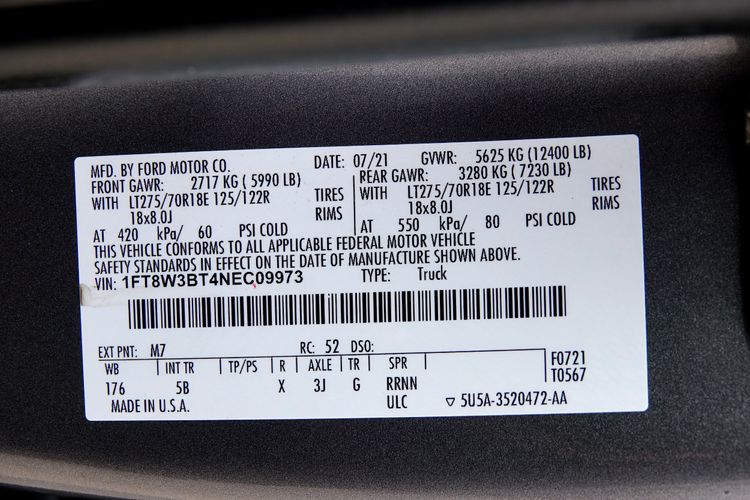 MFD. BY FORD MOTOR CO. DATE: 07/21 GVWR: 5625 KG (12400 LB)
FRONT GAWR: 2717 KG ( 5990 LB) REAR GAWR: 3280 KG ( 7230 LB)
WITH LT275/70R18E 125/122R TIRES WITH LT275/70R18E 125/122R TIRES
18x8.0J RIMS 18x8.0J RIMS
AT 420 kPa/ 60 PSI COLD AT 550 kPa/ 80 PSI COLD
THIS VEHICLE CONFORMS TO ALL APPLICABLE FEDERAL MOTOR VEHICLE
SAFETY STANDARDS IN EFFECT ON THE DATE OF MANUFACTURE SHOWN ABOVE.
VIN: 1FT8W3BT4NEC09973 TYPE: Truck
EXT PNT: M7 RC: 52 DSO:
WB INT TR TP/PS R AXLE TR SPR F0721
176 5B X 3J G RRNN T0567
MADE IN U.S.A. ULC ▽ 5U5A-3520472-AA